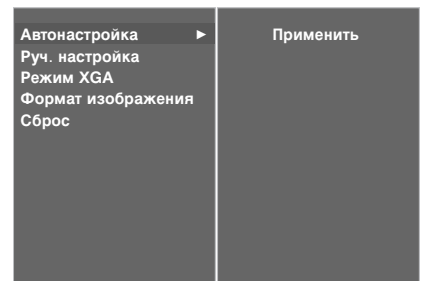 Автонастройка ►
Руч. настройка
Режим XGA
Формат изображения
Сброс
Применить